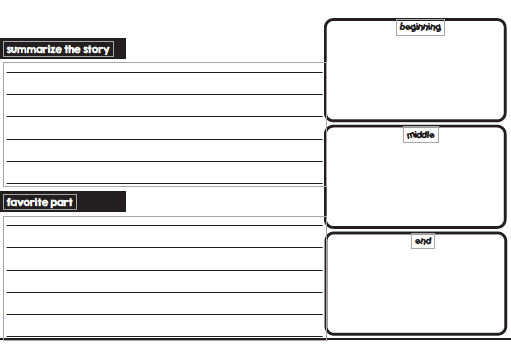 summarize the story
favorite part
beginning
middle
end